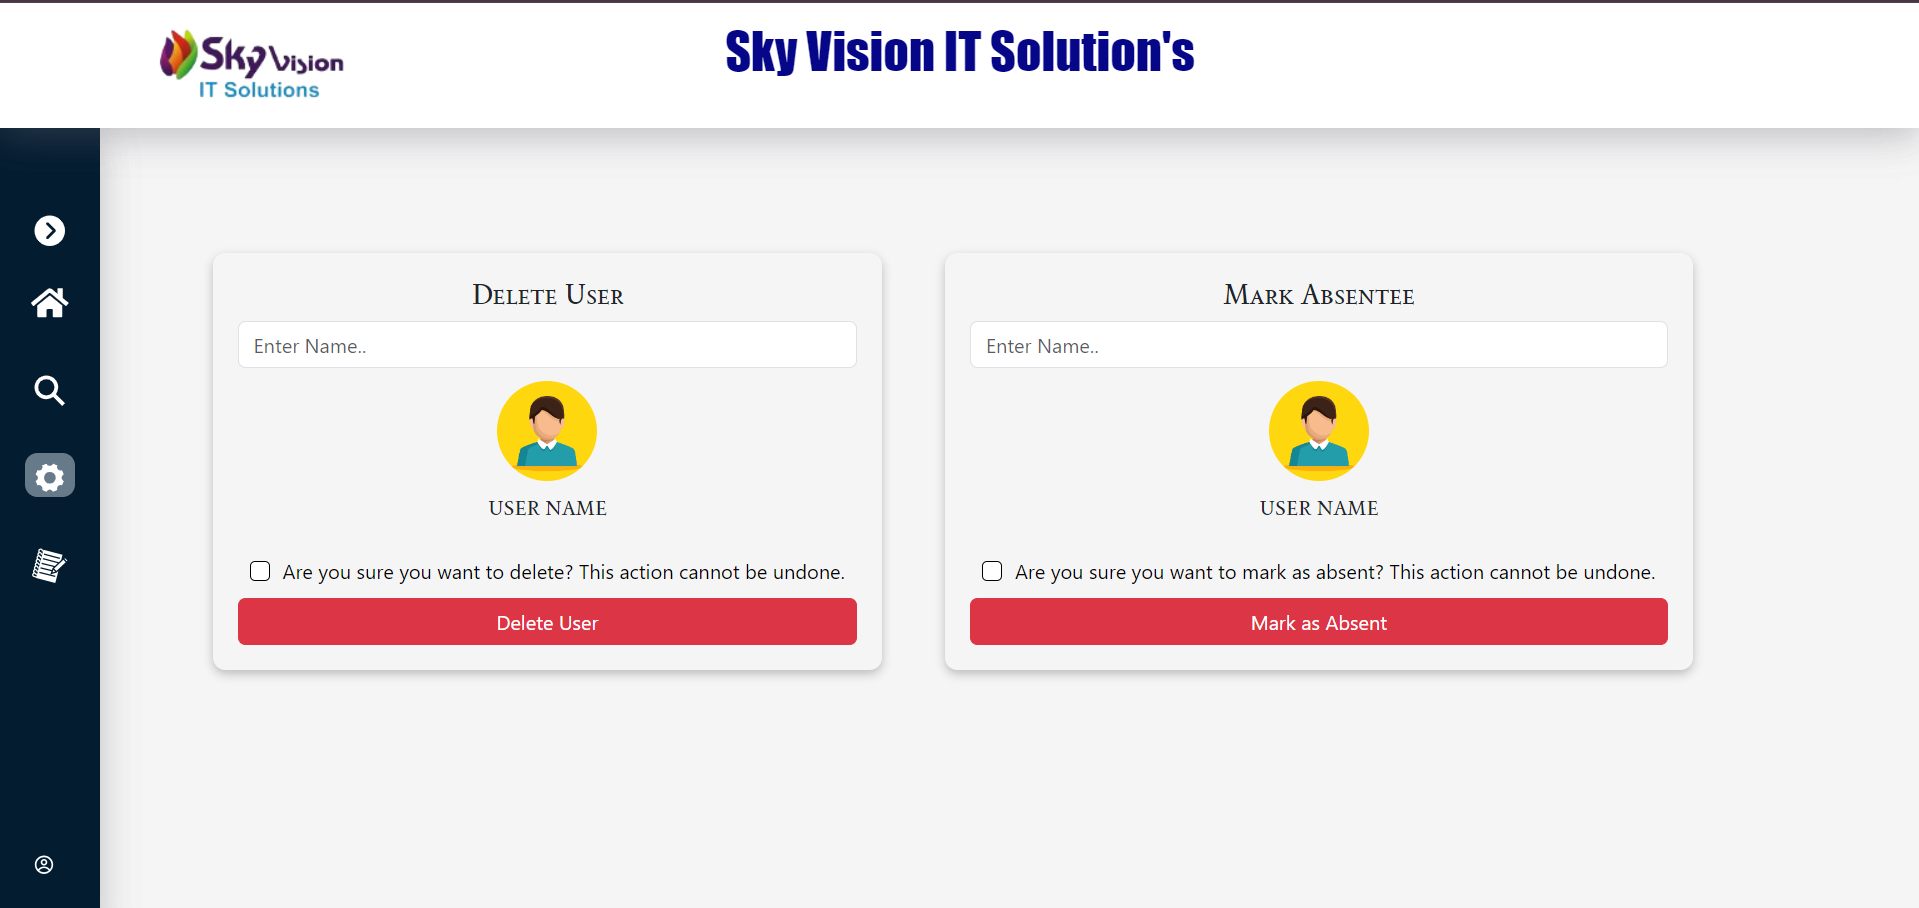 Sky Vision
IT Solutions
Sky Vision IT Solution's
Delete User
Enter Name..
USER NAME
Are you sure you want to delete? This action cannot be undone.
Delete User
Mark Absentee
Enter Name..
USER NAME
Are you sure you want to mark as absent? This action cannot be undone.
Mark as Absent